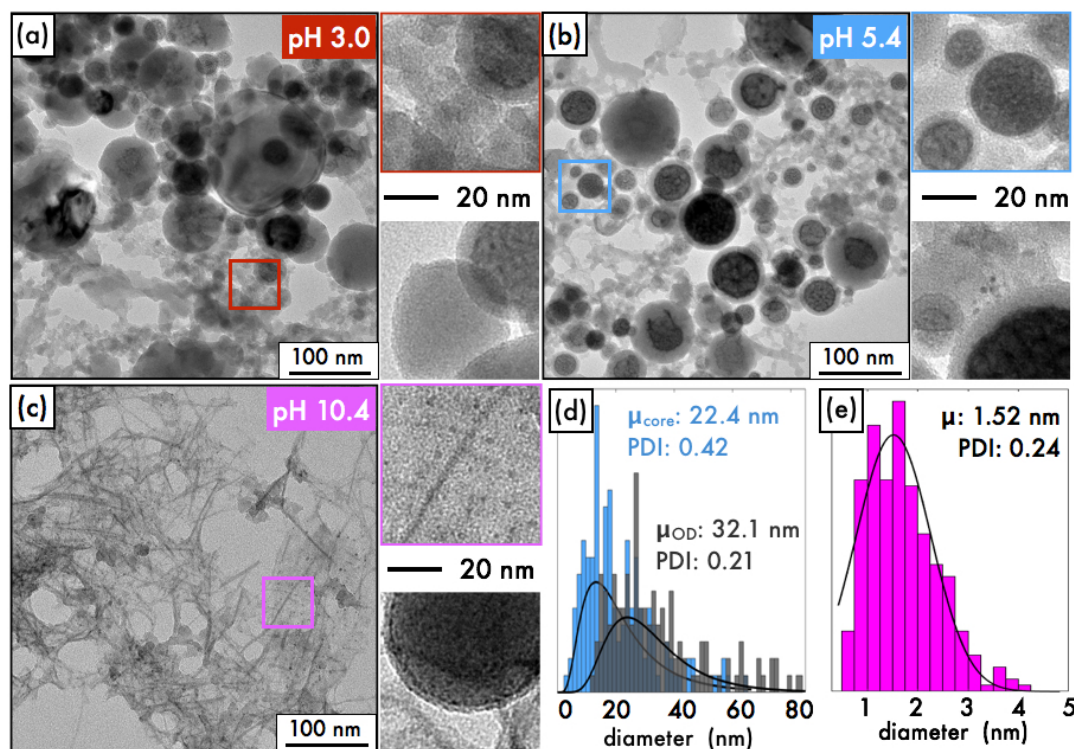 (a)
pH 3.0
100 nm
20 nm
(b)
pH 5.4
100 nm
20 nm
(c)
pH 10.4
100 nm
20 nm
(d)
μcore: 22.4 nm
PDI: 0.42
μOD: 32.1 nm
PDI: 0.21
0 20 40 60 80
diameter (nm)
(e)
μ: 1.52 nm
PDI: 0.24
1 2 3 4 5
diameter (nm)